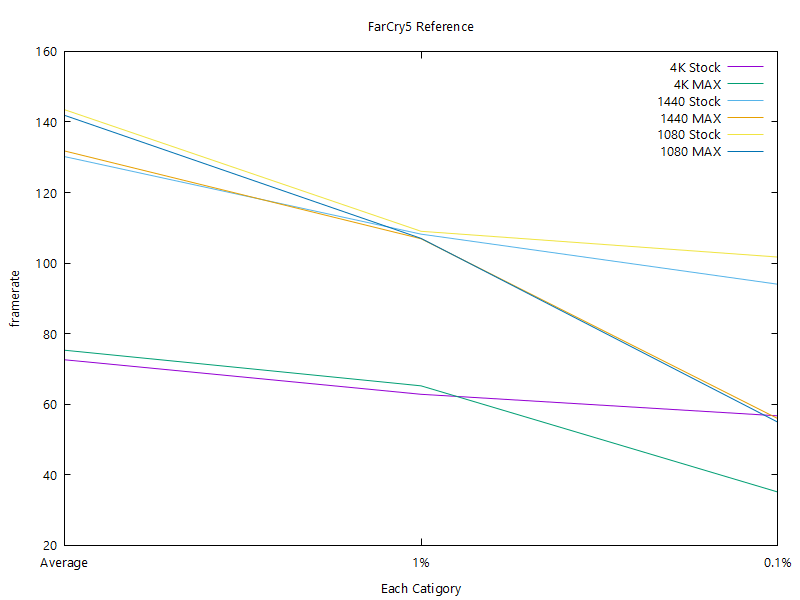 FarCry5 Reference
160
140
120
100
80
60
40
20
framerate
4K Stock
4K MAX
1440 Stock
1440 MAX
1080 Stock
1080 MAX
Average 1% 0.1%
Each Catigory